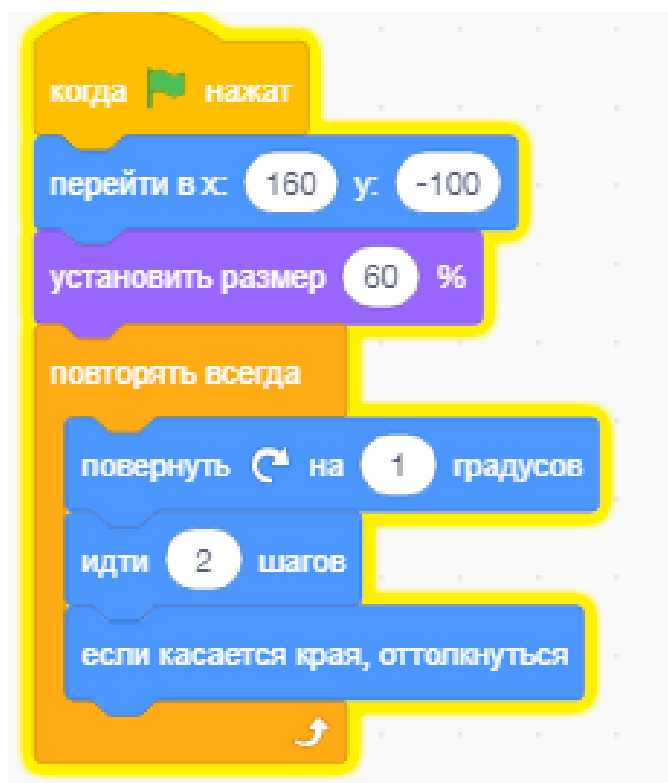 когда нажат
перейти в x: 160 y: -100
установить размер 60 %
повторять всегда
повернуть на 1 градусов
идти 2 шагов
если касается края, оттолкнуться